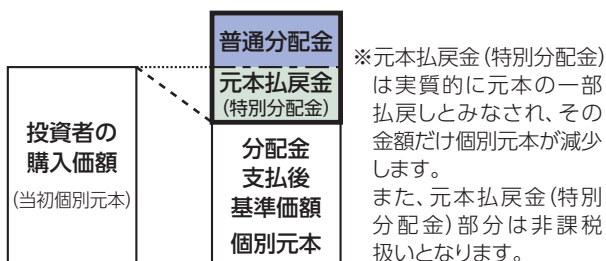 投資者の
購入価額
(当初個別元本)
普通分配金
元本払戻金
(特別分配金)
分配金
支払後
基準価額
個別元本
※元本払戻金(特別分配金)
は実質的に元本の一部
払戻しとみなされ、その
金額だけ個別元本が減少
します。
また、元本払戻金(特別
分配金)部分は非課税
扱いとなります。